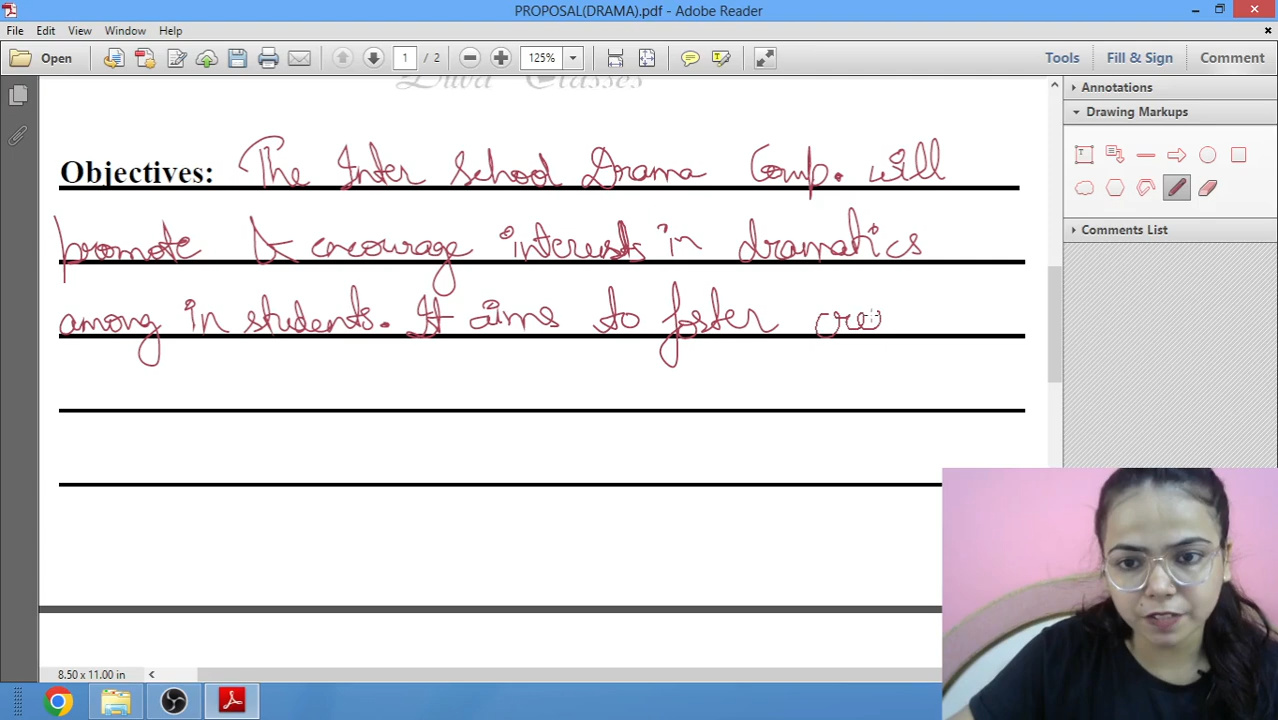 PROPOSAL(DRAMA).pdf - Adobe Reader
File Edit View Window Help
Open 1 / 2 125% Tools Fill & Sign Comment
Annotations
Drawing Markups
Comments List
Classes
Objectives: The Inter School Drama Comp. will
promote & encourage interests in dramatics
among in students. It aims to foster cre
8.50 x 11.00 in